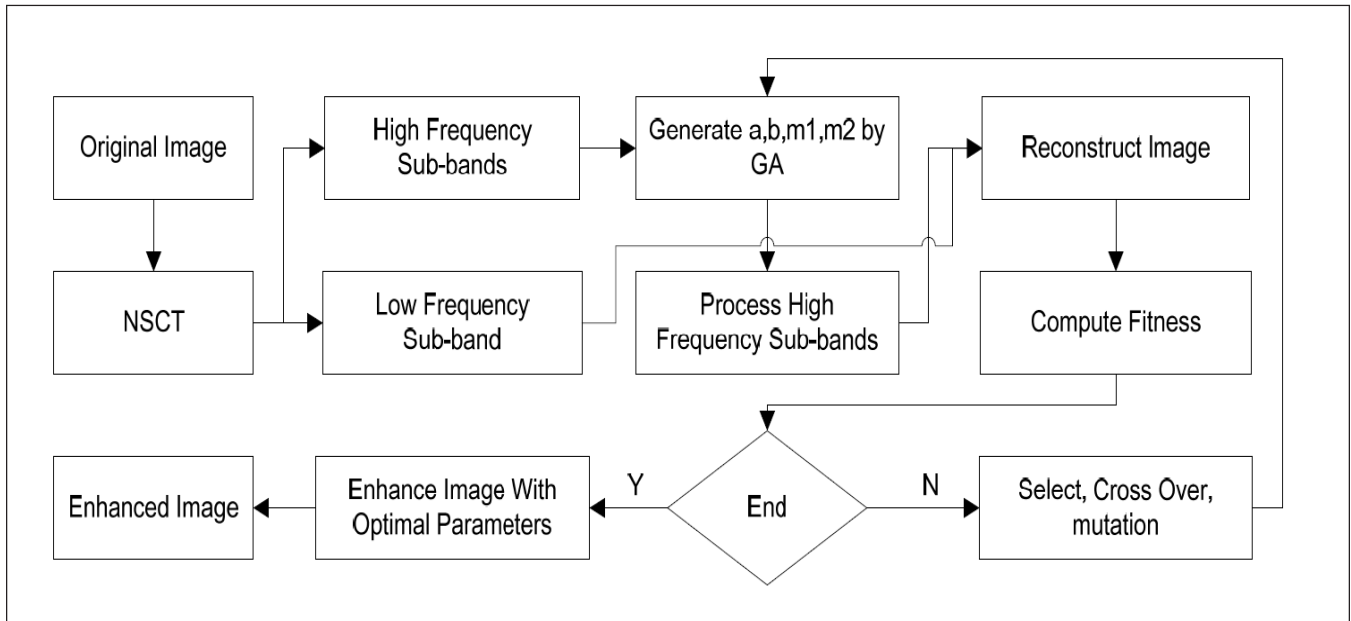 Original Image
High Frequency
Sub-bands
Generate a,b,m1,m2 by
GA
Reconstruct Image
NSCT
Low Frequency
Sub-band
Process High
Frequency Sub-bands
Compute Fitness
Enhanced Image
Enhance Image With
Optimal Parameters
Y
End
N
Select, Cross Over,
mutation